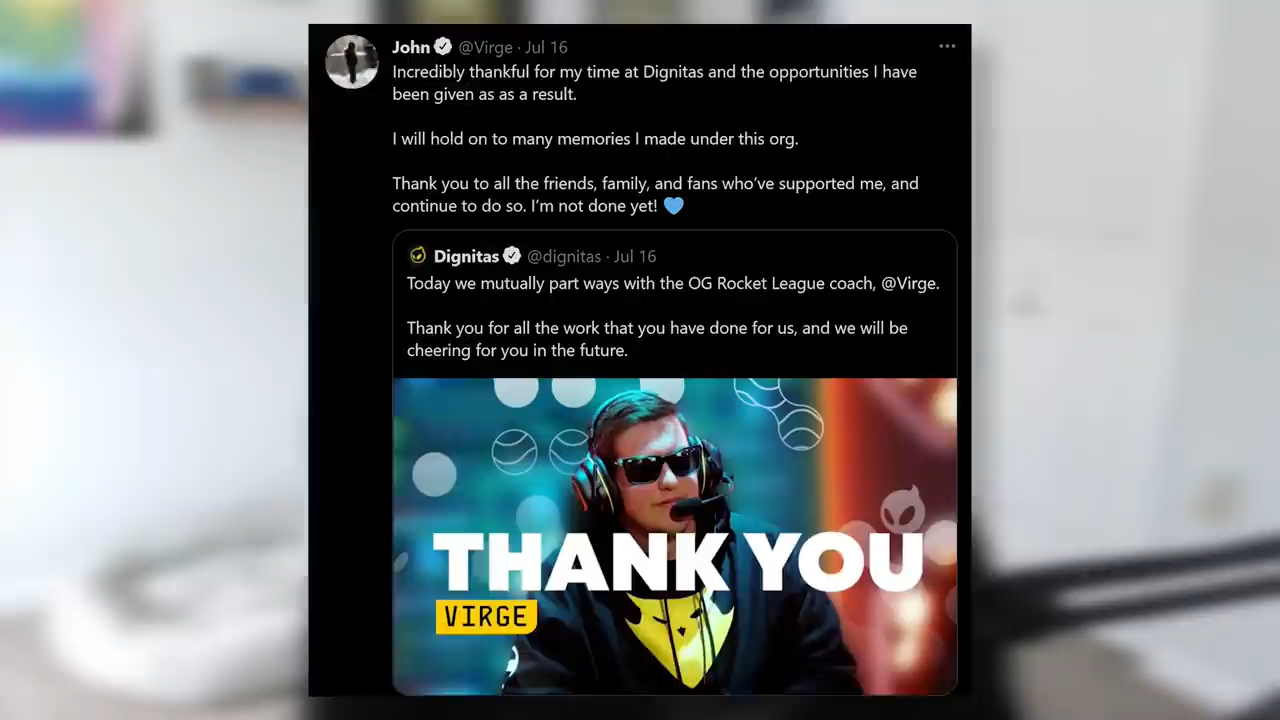 John @Virge · Jul 16
Incredibly thankful for my time at Dignitas and the opportunities I have
been given as as a result.
I will hold on to many memories I made under this org.
Thank you to all the friends, family, and fans who've supported me, and
continue to do so. I'm not done yet! 💙
Dignitas @dignitas · Jul 16
Today we mutually part ways with the OG Rocket League coach, @Virge.
Thank you for all the work that you have done for us, and we will be
cheering for you in the future.
THANK YOU
VIRGE